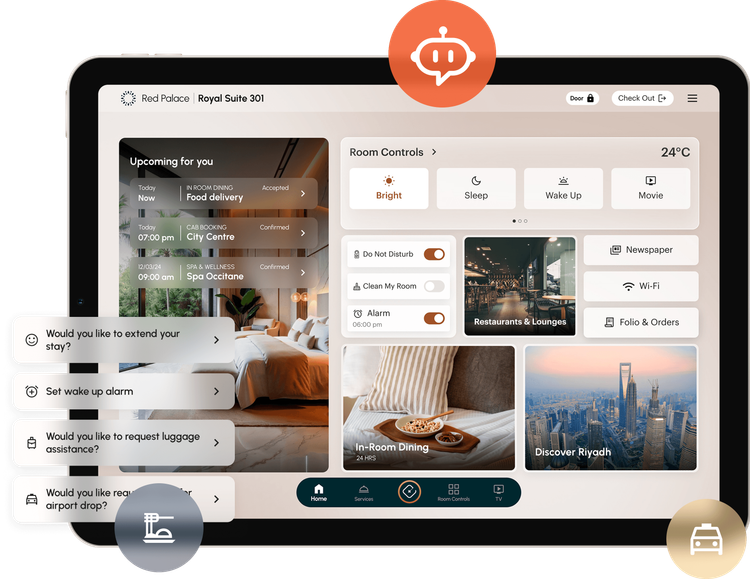 Red Palace | Royal Suite 301
Door
Check Out
Upcoming for you
Today
Now
IN ROOM DINING
Food delivery
Accepted
Today
07:00 pm
CAB BOOKING
City Centre
Confirmed
12/03/24
09:00 am
SPA & WELLNESS
Spa Occitane
Confirmed
Room Controls
24°C
Bright
Sleep
Wake Up
Movie
Do Not Disturb
Clean My Room
Alarm
06:00 pm
Restaurants & Lounges
Newspaper
Wi-Fi
Folio & Orders
In-Room Dining
24 HRS
Discover Riyadh
Would you like to extend your
stay?
Set wake up alarm
Would you like to request luggage
assistance?
Would you like
airport drop?
Home
Services
Room Controls
TV